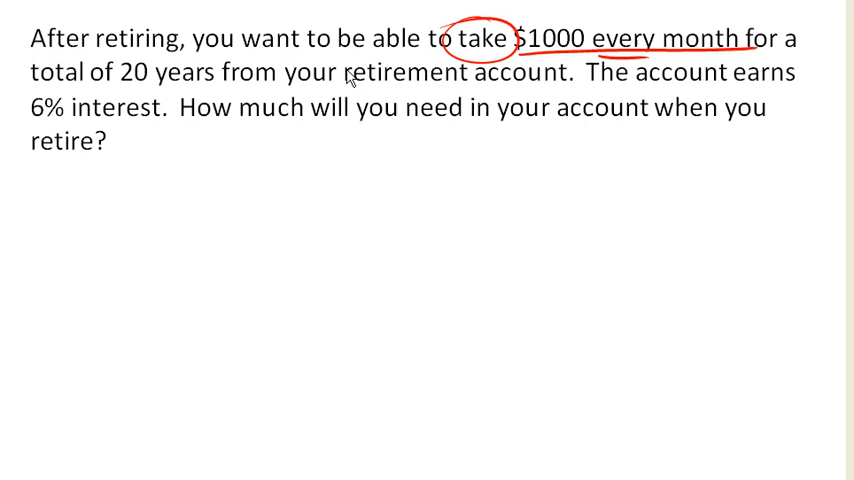 After retiring, you want to be able to take $1000 every month for a
total of 20 years from your retirement account.  The account earns
6% interest.  How much will you need in your account when you
retire?